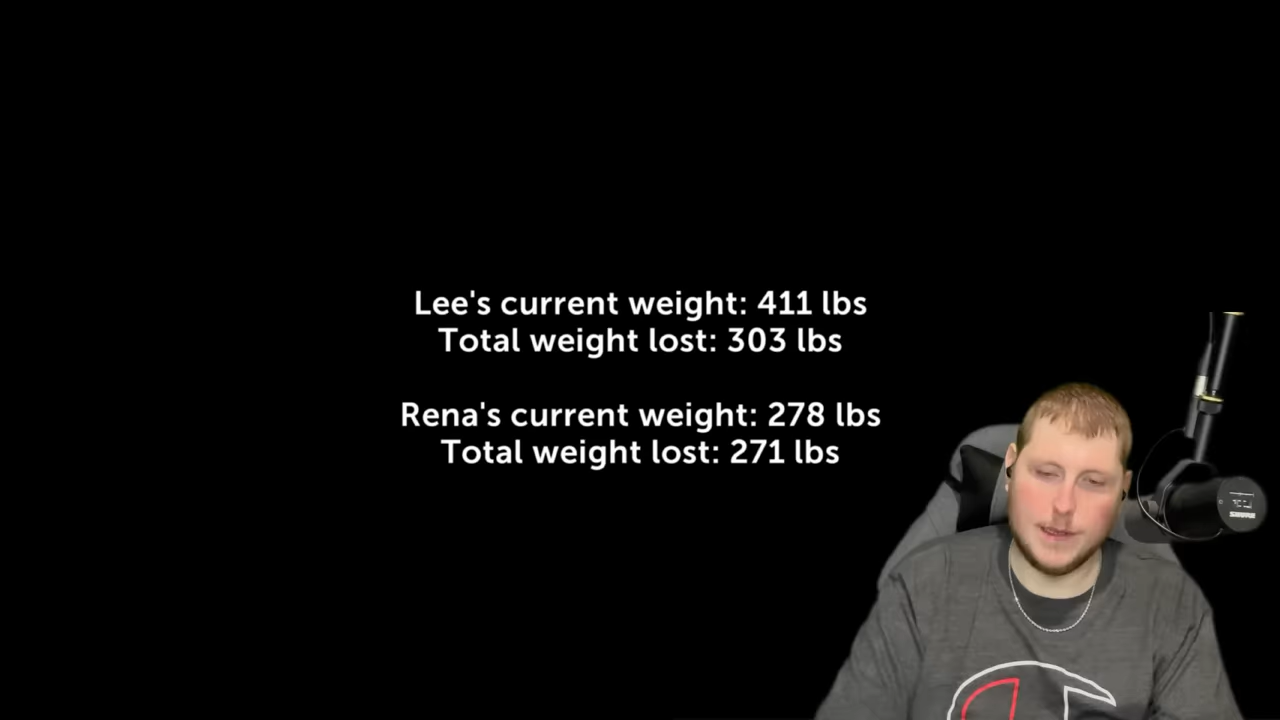 Lee's current weight: 411 lbs
Total weight lost: 303 lbs
Rena's current weight: 278 lbs
Total weight lost: 271 lbs
SHURE